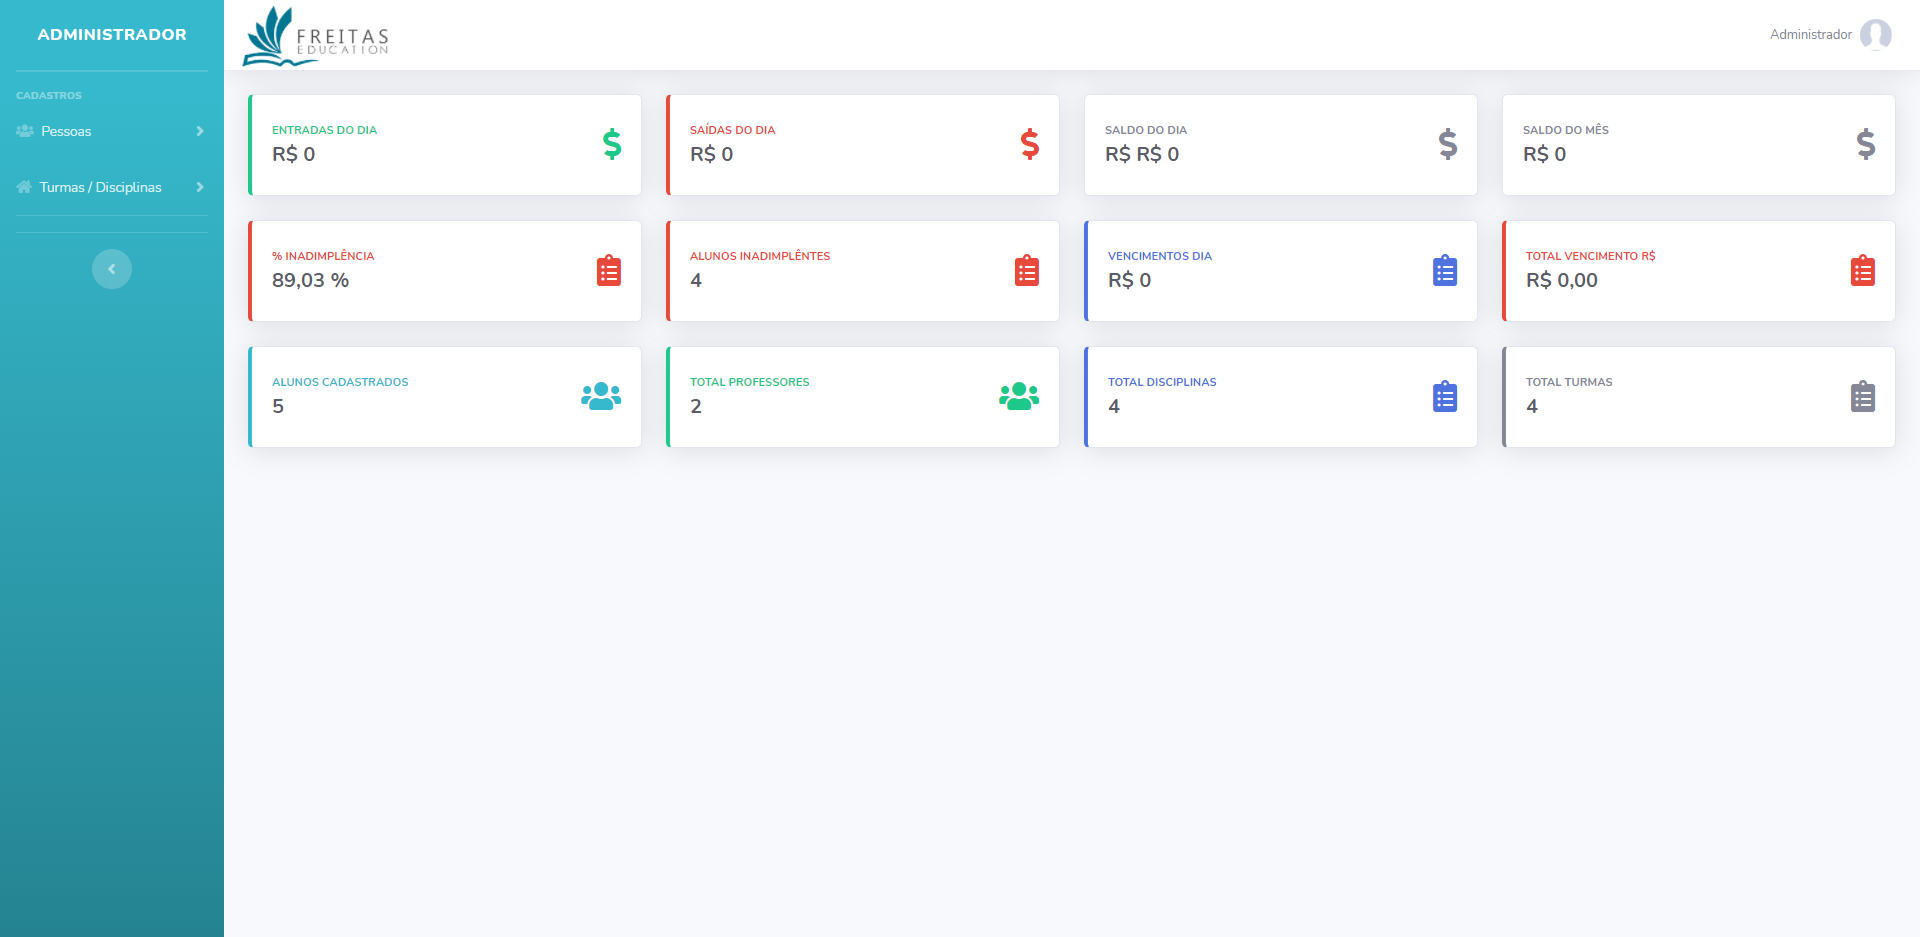 ADMINISTRADOR
CADASTROS
Pessoas
Turmas / Disciplinas
FREITAS
EDUCATION
Administrador
ENTRADAS DO DIA
R$ 0
SAÍDAS DO DIA
R$ 0
SALDO DO DIA
R$ R$ 0
SALDO DO MÊS
R$ 0
% INADIMPLÊNCIA
89,03 %
ALUNOS INADIMPLÊNTES
4
VENCIMENTOS DIA
R$ 0
TOTAL VENCIMENTO R$
R$ 0,00
ALUNOS CADASTRADOS
5
TOTAL PROFESSORES
2
TOTAL DISCIPLINAS
4
TOTAL TURMAS
4